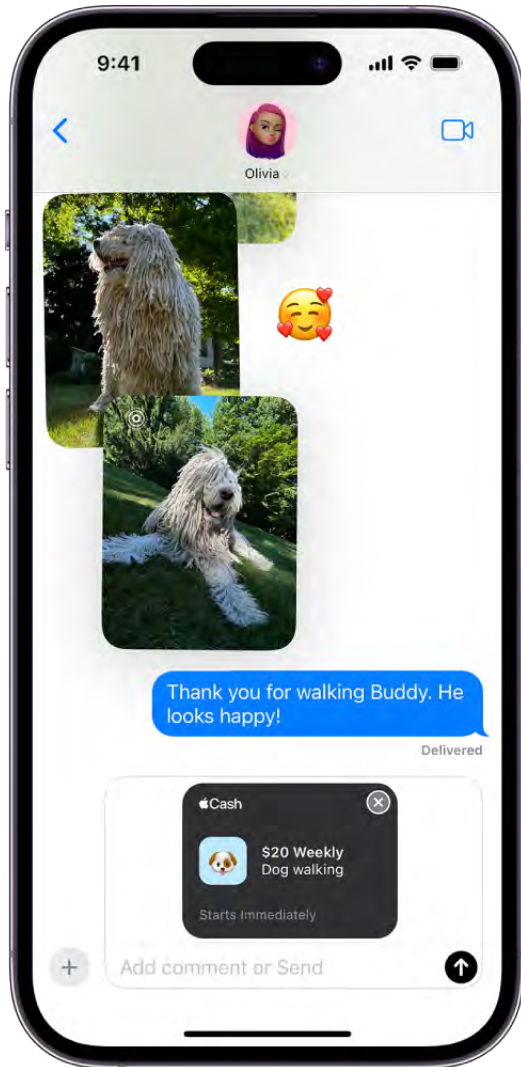 9:41
Olivia
Thank you for walking Buddy. He
looks happy!
Delivered
Cash
$20 Weekly
Dog walking
Starts Immediately
Add comment or Send